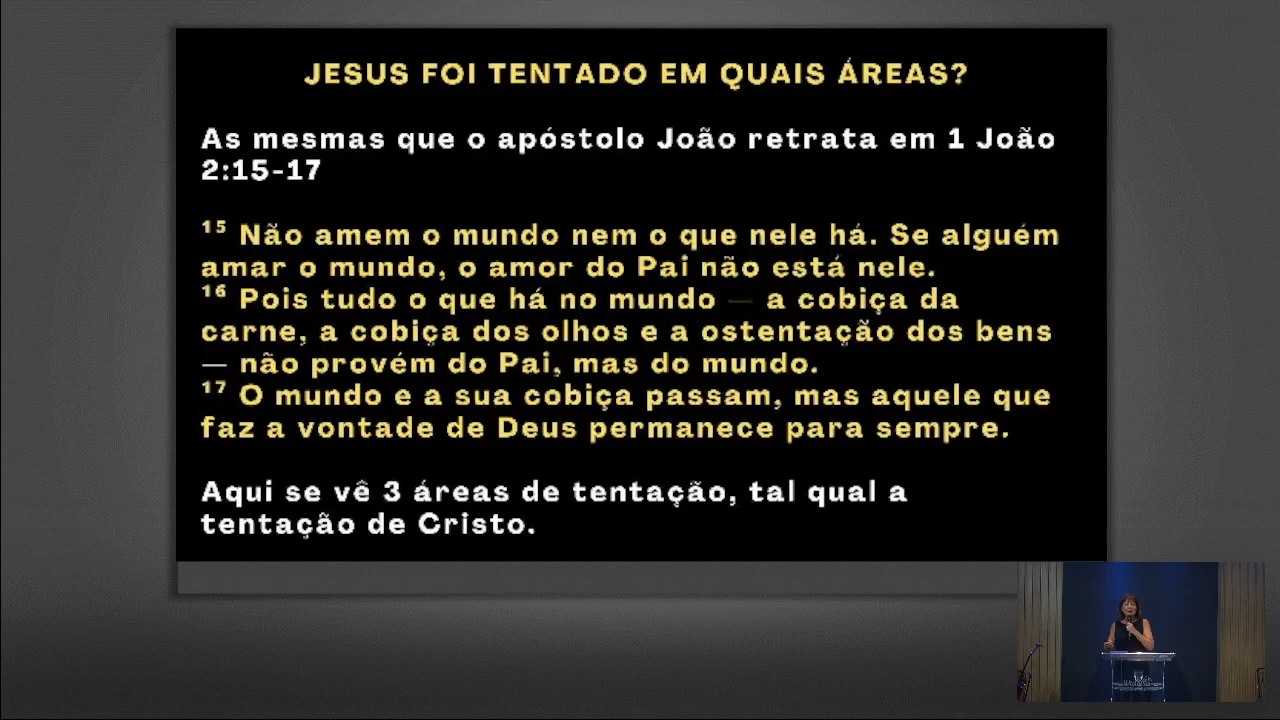 JESUS FOI TENTADO EM QUAIS ÁREAS?
As mesmas que o apóstolo João retrata em 1 João
2:15-17
¹⁵ Não amem o mundo nem o que nele há. Se alguém
amar o mundo, o amor do Pai não está nele.
¹⁶ Pois tudo o que há no mundo — a cobiça da
carne, a cobiça dos olhos e a ostentação dos bens
— não provém do Pai, mas do mundo.
¹⁷ O mundo e a sua cobiça passam, mas aquele que
faz a vontade de Deus permanece para sempre.
Aqui se vê 3 áreas de tentação, tal qual a
tentação de Cristo.